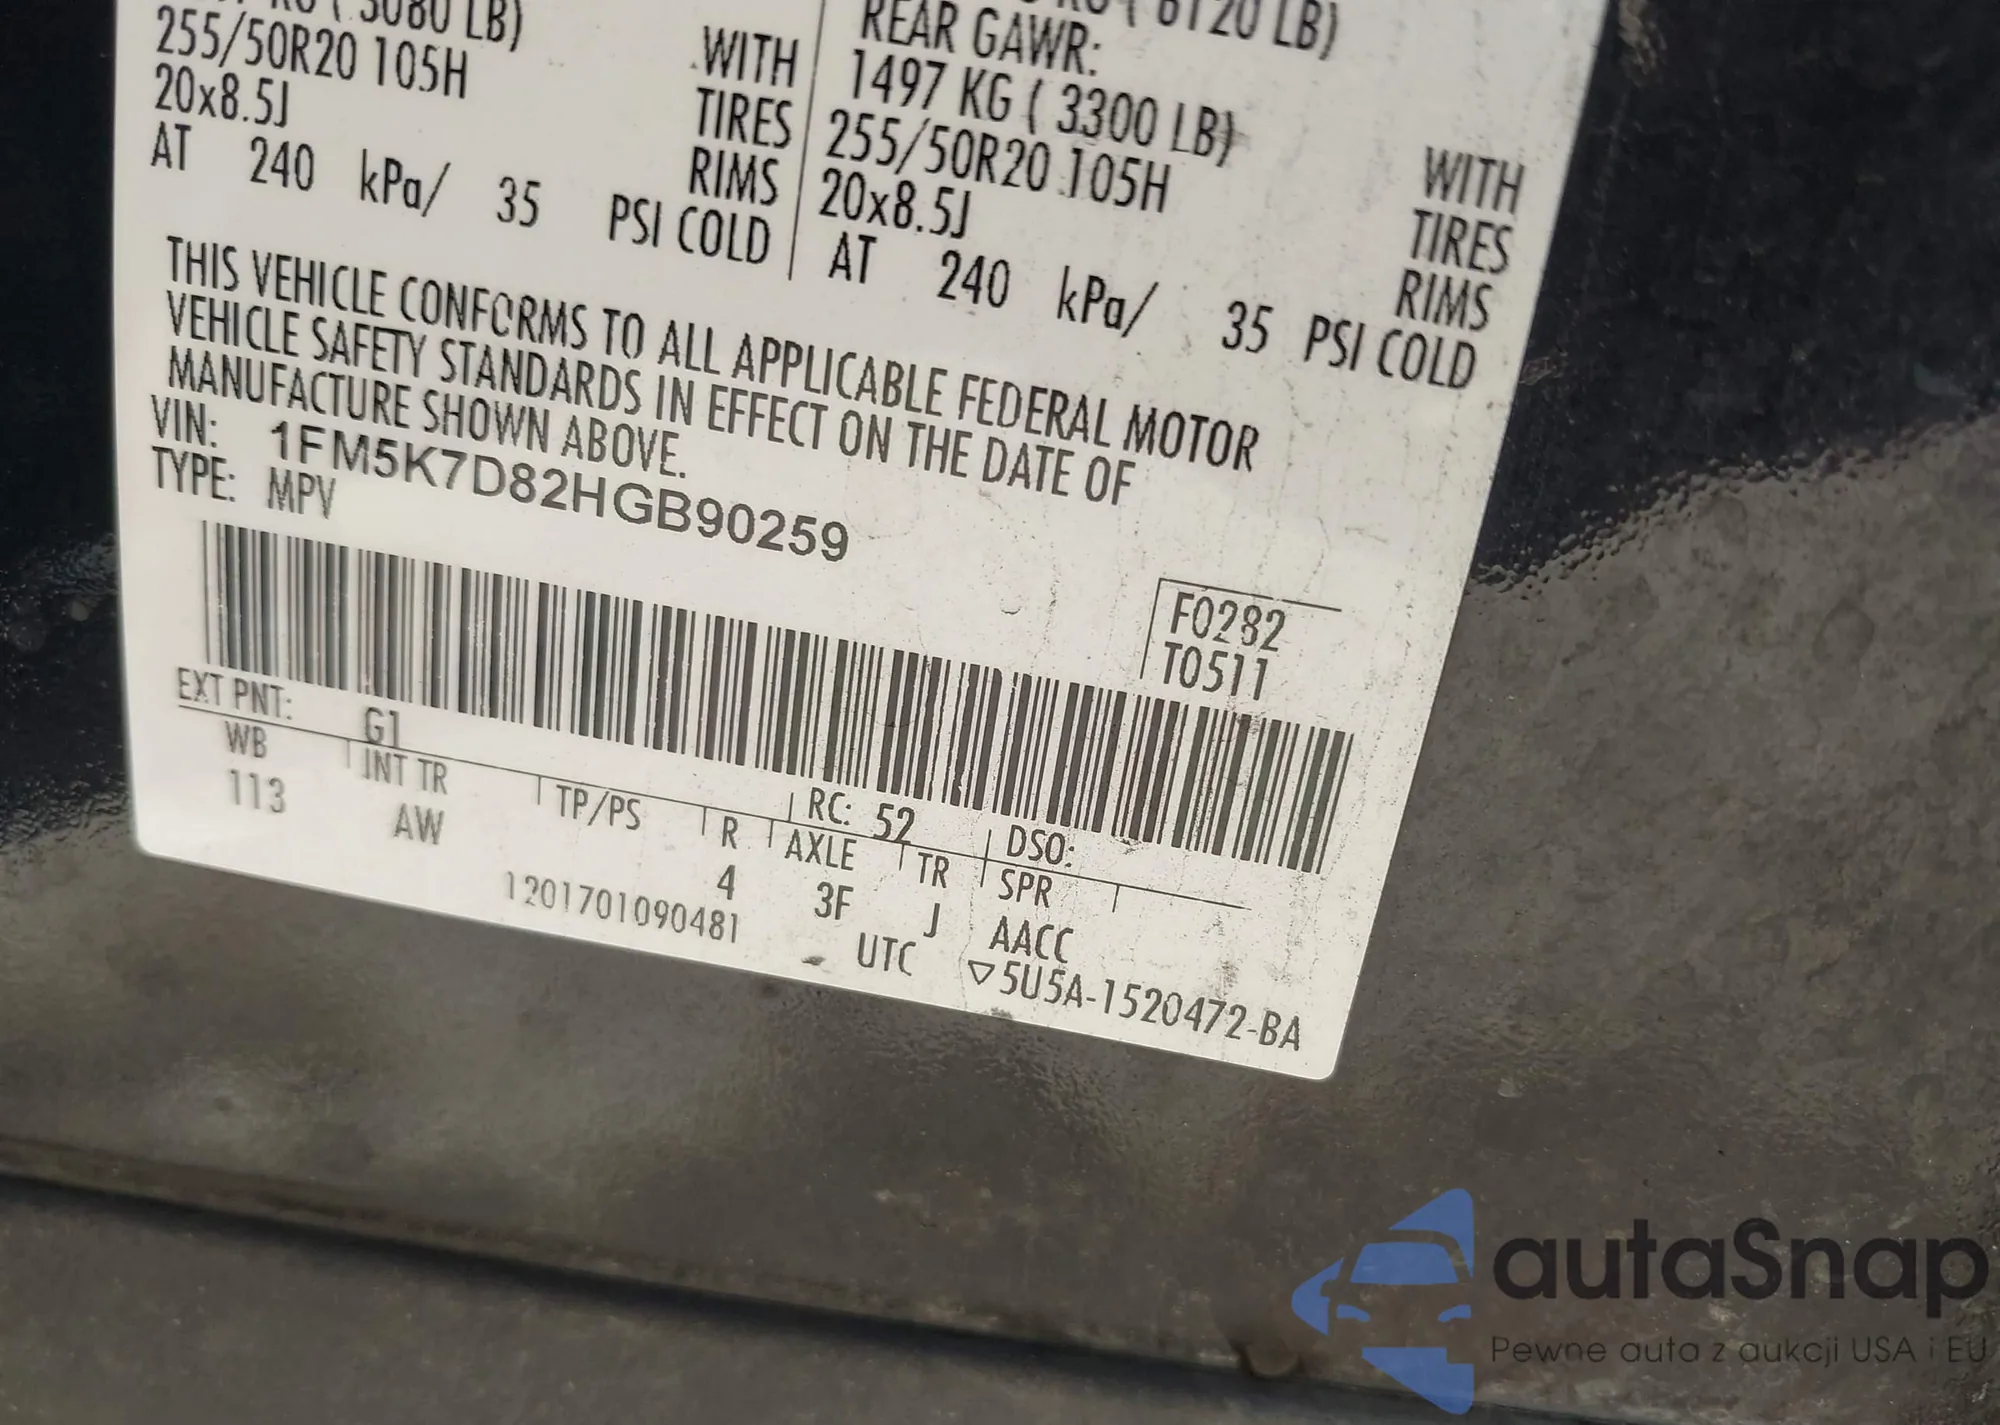 3080 LB)
255/50R20 105H WITH
20x8.5J TIRES
AT 240 kPa/ 35 RIMS
PSI COLD
6120 LB)
REAR GAWR:
1497 KG ( 3300 LB) WITH
255/50R20 105H TIRES
20x8.5J RIMS
AT 240 kPa/ 35 PSI COLD
THIS VEHICLE CONFORMS TO ALL APPLICABLE FEDERAL MOTOR
VEHICLE SAFETY STANDARDS IN EFFECT ON THE DATE OF
MANUFACTURE SHOWN ABOVE.
VIN: 1FM5K7D82HGB90259
TYPE: MPV
F0282
T0511
EXT PNT: G1 RC: 52 DSO:
WB INT TR TP/PS R AXLE TR SPR
113 AW 4 3F J AACC
1201701090481 UTC ▽5U5A-1520472-BA
autaSnap
Pewne auta z aukcji USA i EU